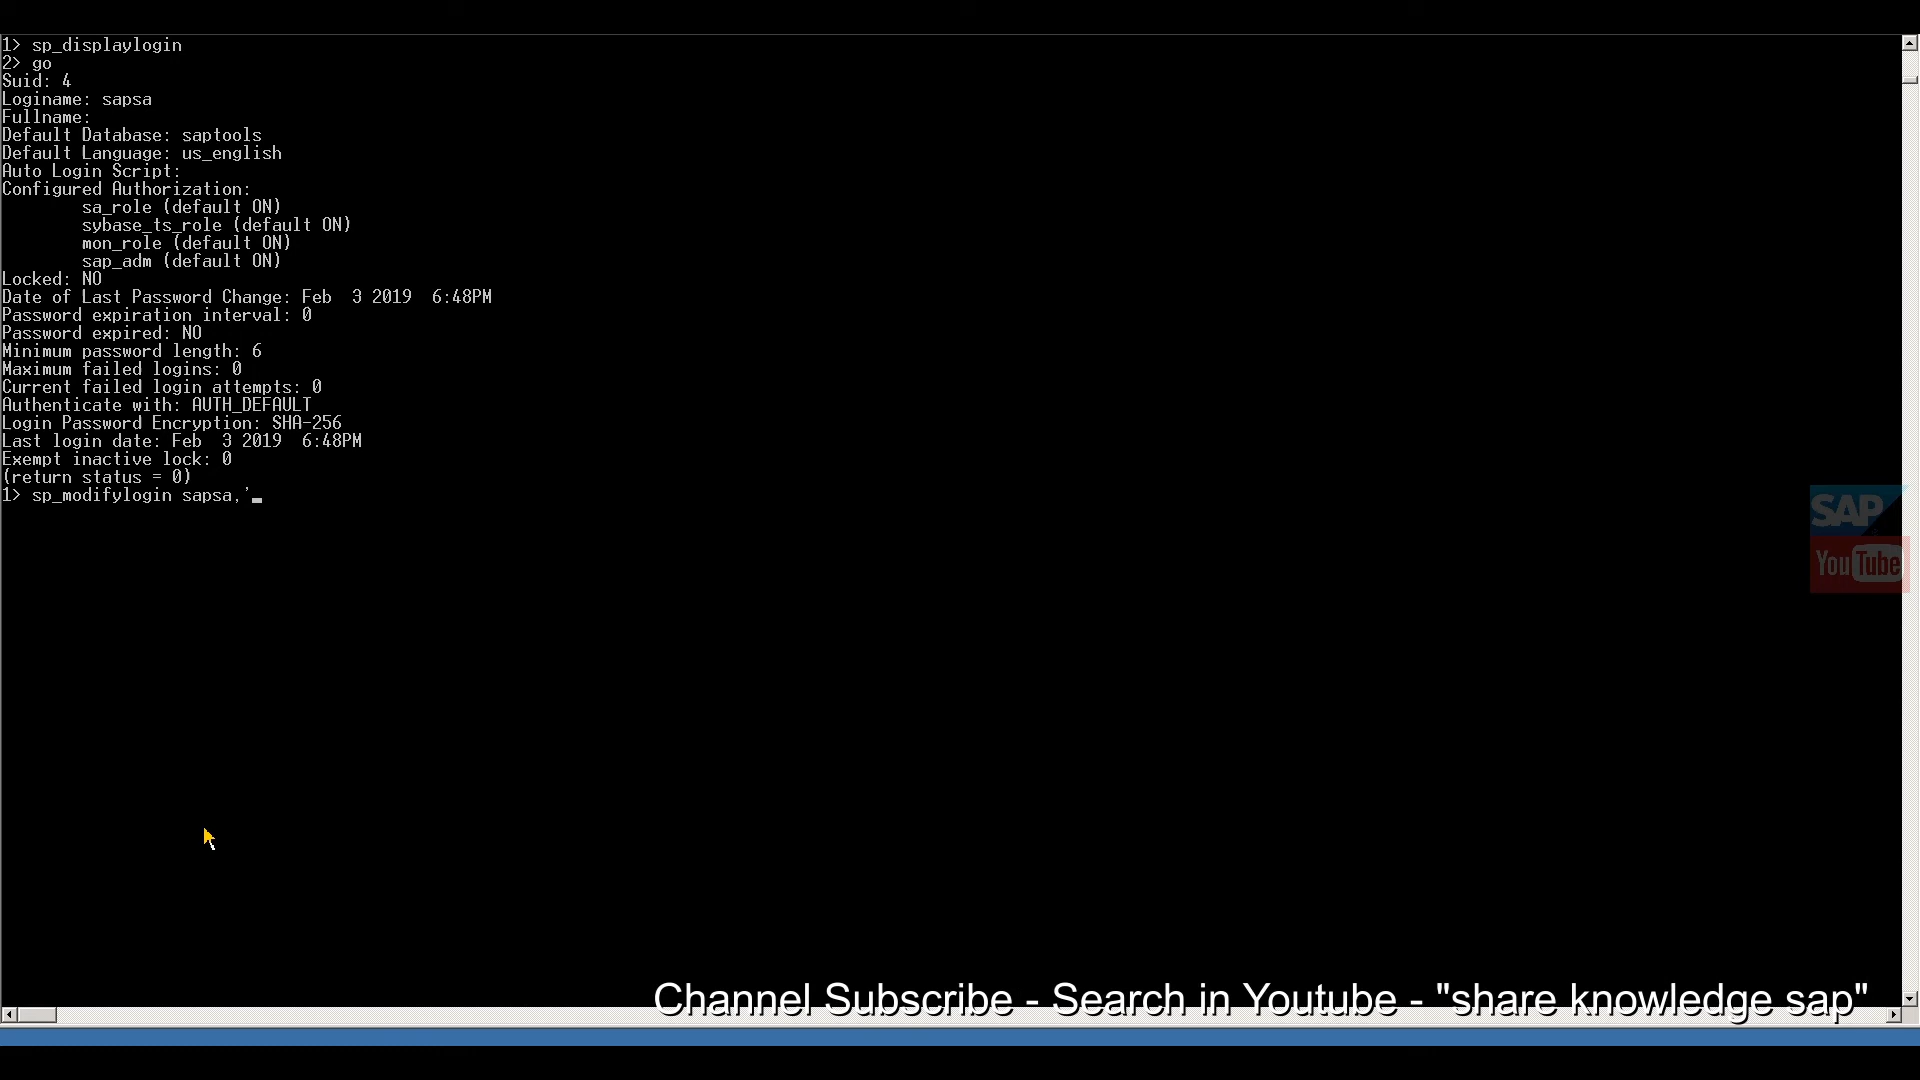 1> sp_displaylogin
2> go
Suid: 4
Loginame: sapsa
Fullname:
Default Database: saptools
Default Language: us_english
Auto Login Script:
Configured Authorization:
        sa_role (default ON)
        sybase_ts_role (default ON)
        mon_role (default ON)
        sap_adm (default ON)
Locked: NO
Date of Last Password Change: Feb  3 2019  6:48PM
Password expiration interval: 0
Password expired: NO
Minimum password length: 6
Maximum failed logins: 0
Current failed login attempts: 0
Authenticate with: AUTH_DEFAULT
Login Password Encryption: SHA-256
Last login date: Feb  3 2019  6:48PM
Exempt inactive lock: 0
(return status = 0)
1> sp_modifylogin sapsa,'_
SAP
YouTube
Channel Subscribe - Search in Youtube - "share knowledge sap"